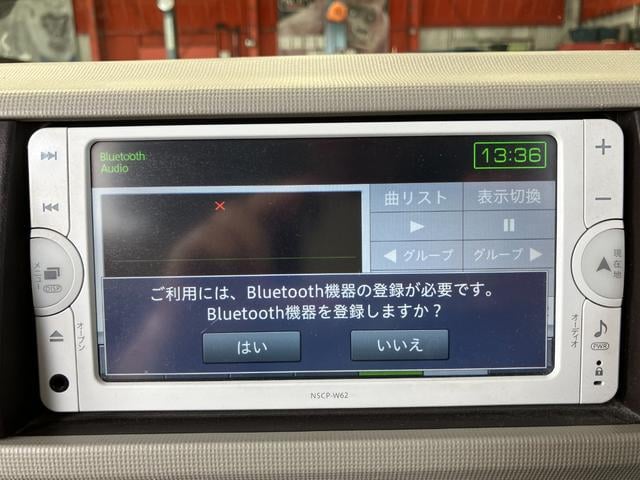 Bluetooth
Audio
13:36
曲リスト
表示切換
◀ グループ
グループ ▶
ご利用には、Bluetooth機器の登録が必要です。
Bluetooth機器を登録しますか？
はい
いいえ
メニュー
DISP
オープン
現在地
オーディオ
PWR
NSCP-W62